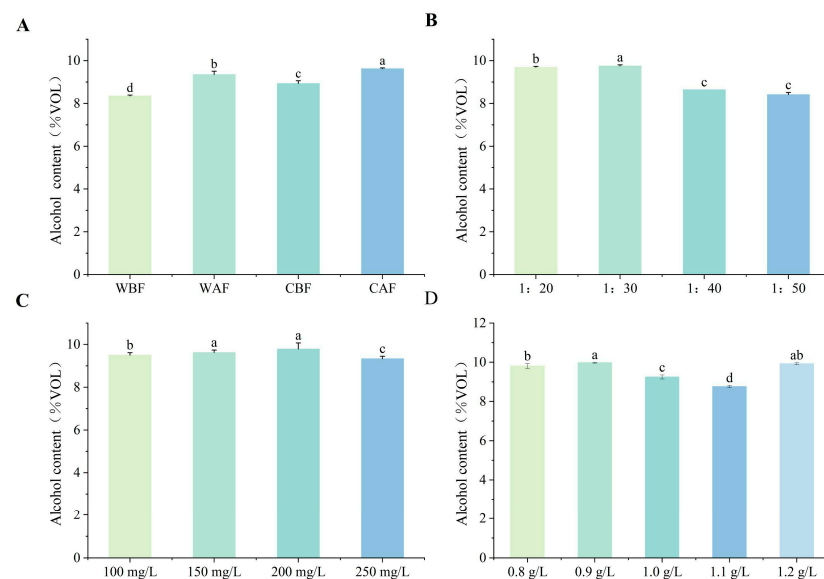 A
Alcohol content（%VOL）
10
8
6
4
2
0
d
b
c
a
WBF
WAF
CBF
CAF
B
Alcohol content（%VOL）
10
8
6
4
2
0
b
a
c
c
1：20
1：30
1：40
1：50
C
Alcohol content（%VOL）
10
8
6
4
2
0
b
a
a
c
100 mg/L
150 mg/L
200 mg/L
250 mg/L
D
Alcohol content（%VOL）
12
10
8
6
4
2
0
b
a
c
d
ab
0.8 g/L
0.9 g/L
1.0 g/L
1.1 g/L
1.2 g/L